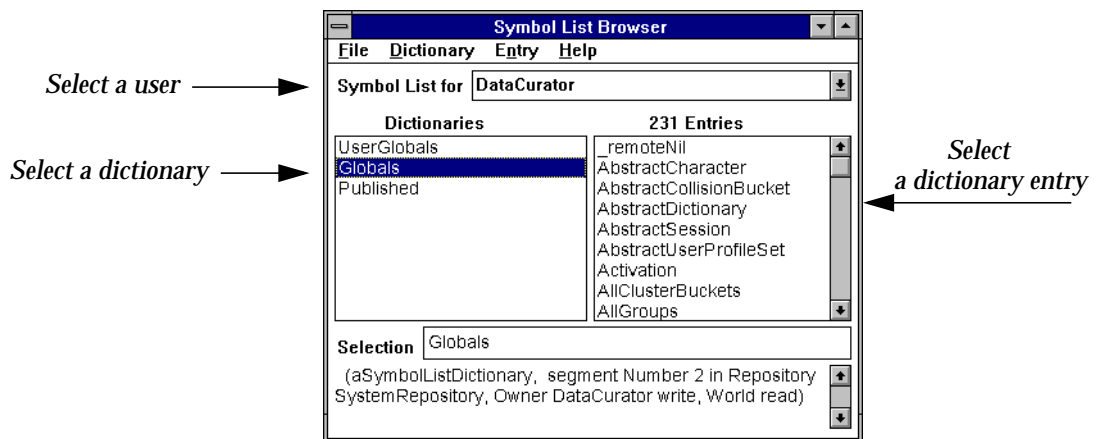 Symbol List Browser
File Dictionary Entry Help
Select a user
Symbol List for DataCurator
Dictionaries
231 Entries
Select a dictionary
UserGlobals
Globals
Published
_remoteNil
AbstractCharacter
AbstractCollisionBucket
AbstractDictionary
AbstractSession
AbstractUserProfileSet
Activation
AllClusterBuckets
AllGroups
Select
a dictionary entry
Selection Globals
(aSymbolListDictionary, segment Number 2 in Repository
SystemRepository, Owner DataCurator write, World read)